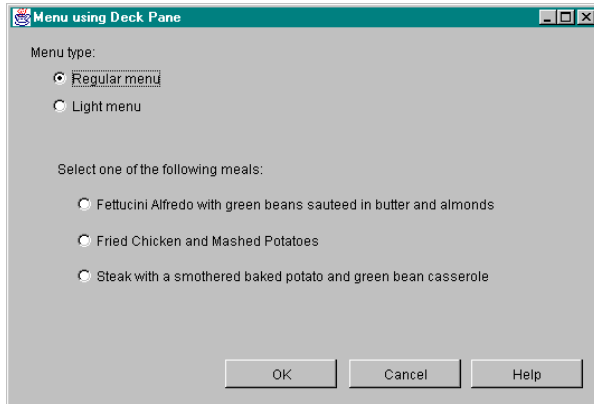 Menu using Deck Pane
Menu type:
Regular menu
Light menu
Select one of the following meals:
Fettucini Alfredo with green beans sauteed in butter and almonds
Fried Chicken and Mashed Potatoes
Steak with a smothered baked potato and green bean casserole
OK Cancel Help